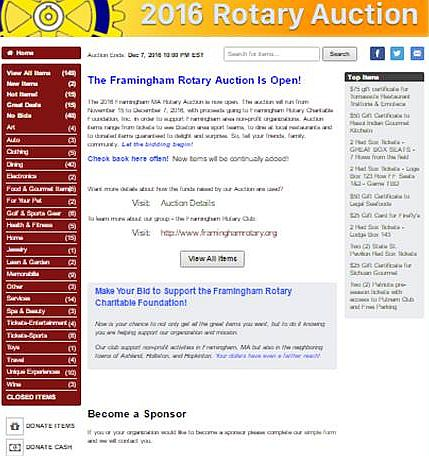 2016 Rotary Auction
Home
Auction Ends: Dec 7, 2016 10:00 PM EST
Search for items...
Search
View All Items (148)
New Items (2)
Hot Items! (19)
Great Deals (15)
No Bids (48)
Art (4)
Auto (3)
Clothing (5)
Dining (40)
Electronics (2)
Food & Gourmet Items
For Your Pet (2)
Golf & Sports Gear (6)
Health & Fitness (5)
Home (15)
Jewelry (1)
Lawn & Garden (2)
Memorabilia (9)
Other (3)
Services (14)
Spa & Beauty (3)
Tickets-Entertainment (4)
Tickets-Sports (8)
Toys (1)
Travel (4)
Unique Experiences (10)
Wine (3)
CLOSED ITEMS
DONATE ITEMS
DONATE CASH
The Framingham Rotary Auction Is Open!
The 2016 Framingham MA Rotary Auction is now open. The auction will run from
November 15 to December 7, 2016, with proceeds going to Framingham Rotary Charitable
Foundation, Inc. in order to support Framingham area non-profit organizations. Auction
items range from tickets to see Boston area sport teams, to dine at local restaurants and
to donated items guaranteed to delight and surprise. So, tell your friends, family,
community. Let the bidding begin!
Check back here often! New items will be continually added!
Want more details about how the funds raised by our Auction are used?
Visit: Auction Details
To learn more about our group - the Framingham Rotary Club:
Visit: http://www.framinghamrotary.org
View All Items
Make Your Bid to Support the Framingham Rotary
Charitable Foundation!
Now is your chance to not only get all the great items you want, but to do it knowing
you are helping support our organization and mission.
Our club support non-profit activities in Framingham, MA but also in the neighboring
towns of Ashland, Holliston, and Hopkinton. Your dollars have even a farther reach!
Become a Sponsor
If you or your organization would like to become a sponsor please complete our simple form
and we will contact you.
Top Items
$75 gift certificate for
Tomasso's Restaurant
Trattoria & Enoteca
$50 Gift Certificate to
Masal Indian Gourmet
Kitchen
2 Red Sox Tickets -
GREAT BOX SEATS -
7 Rows from the field
2 Red Sox Tickets - Loge
Box 123 Row FF Seats
1&2 - Game TBD
$50 Gift Certificate to
Legal Seafoods
$25 Gift Card for Firefly's
2 Red Sox Tickets -
Lodge Box 143
Two (2) State St.
Pavilion Red Sox Tickets
$25 Gift Certificate for
Sichuan Gourmet
Two (2) Patriots pre-
season tickets with
access to Putnam Club
and Free Parking